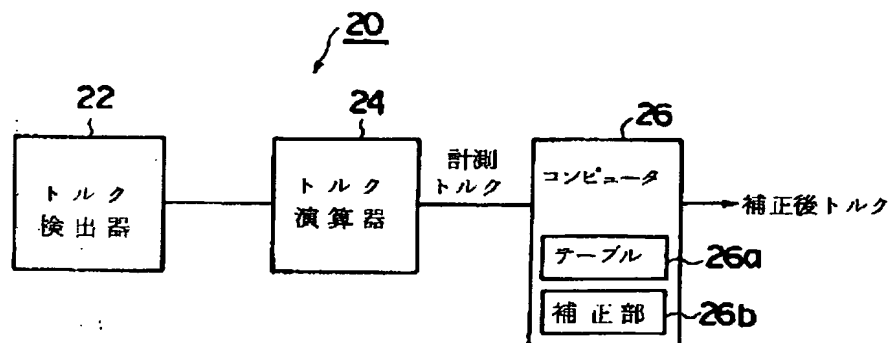 20
22
24
26
トルク
検出器
トルク
演算器
計測
トルク
コンピュータ
テーブル
26a
補正部
26b
補正後トルク